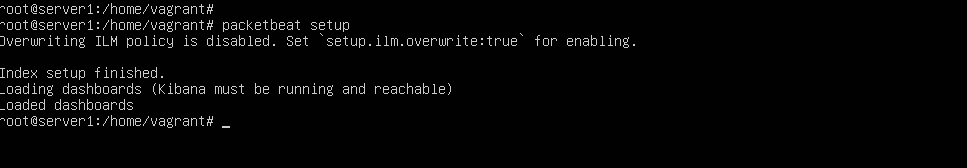 root@server1:/home/vagrant#
root@server1:/home/vagrant# packetbeat setup
Overwriting ILM policy is disabled. Set `setup.ilm.overwrite:true` for enabling.
Index setup finished.
Loading dashboards (Kibana must be running and reachable)
Loaded dashboards
root@server1:/home/vagrant# _